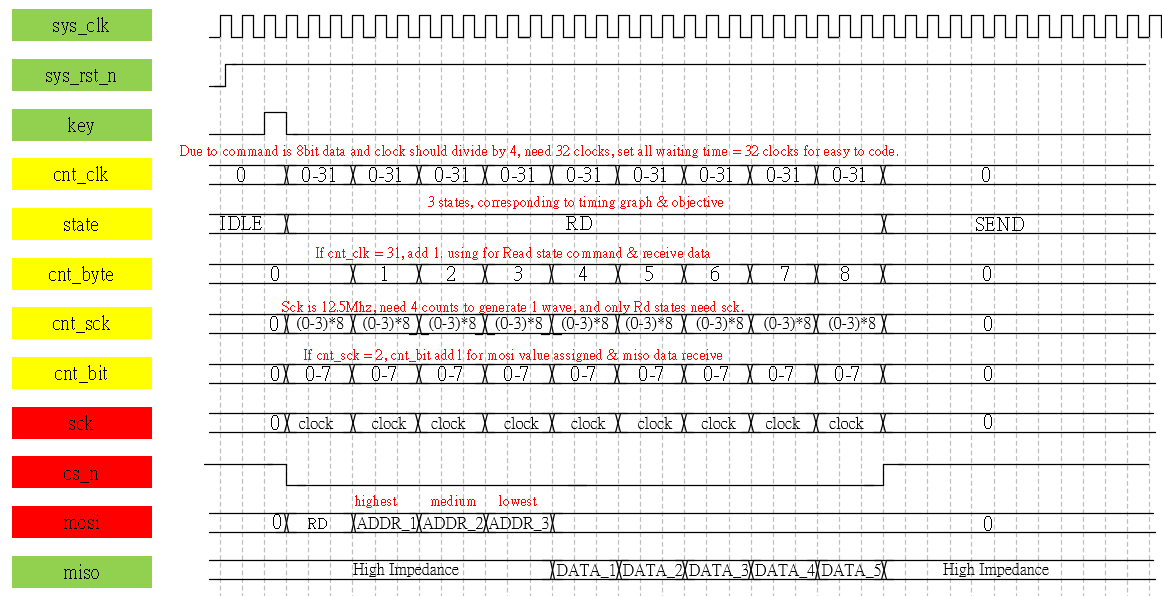 sys_clk
sys_rst_n
key
Due to command is 8bit data and clock should divide by 4, need 32 clocks, set all waiting time = 32 clocks for easy to code.
cnt_clk 0 0-31 0-31 0-31 0-31 0-31 0-31 0-31 0-31 0-31 0
3 states, corresponding to timing graph & objective
state IDLE RD SEND
If cnt_clk = 31, add 1. using for Read state command & receive data
cnt_byte 0 1 2 3 4 5 6 7 8 0
Sck is 12.5Mhz, need 4 counts to generate 1 wave, and only Rd states need sck.
cnt_sck 0 (0-3)*8 (0-3)*8 (0-3)*8 (0-3)*8 (0-3)*8 (0-3)*8 (0-3)*8 (0-3)*8 (0-3)*8 0
If cnt_sck = 2, cnt_bit add1 for mosi value assigned & miso data receive
cnt_bit 0 0-7 0-7 0-7 0-7 0-7 0-7 0-7 0-7 0-7 0
sck 0 clock clock clock clock clock clock clock clock clock 0
cs_n
highest medium lowest
mosi 0 RD ADDR_1 ADDR_2 ADDR_3 0
miso High Impedance DATA_1 DATA_2 DATA_3 DATA_4 DATA_5 High Impedance